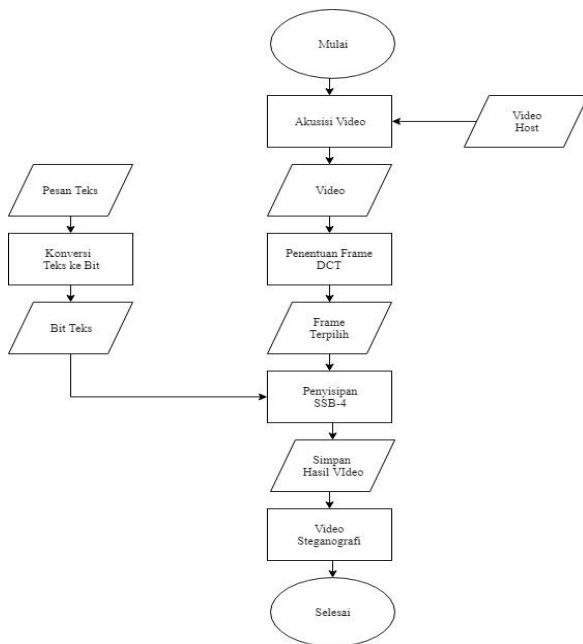 Mulai
Akusisi Video
Video
Host
Pesan Teks
Video
Konversi
Teks ke Bit
Penentuan Frame
DCT
Bit Teks
Frame
Terpilih
Penyisipan
SSB-4
Simpan
Hasil VIdeo
Video
Steganografi
Selesai